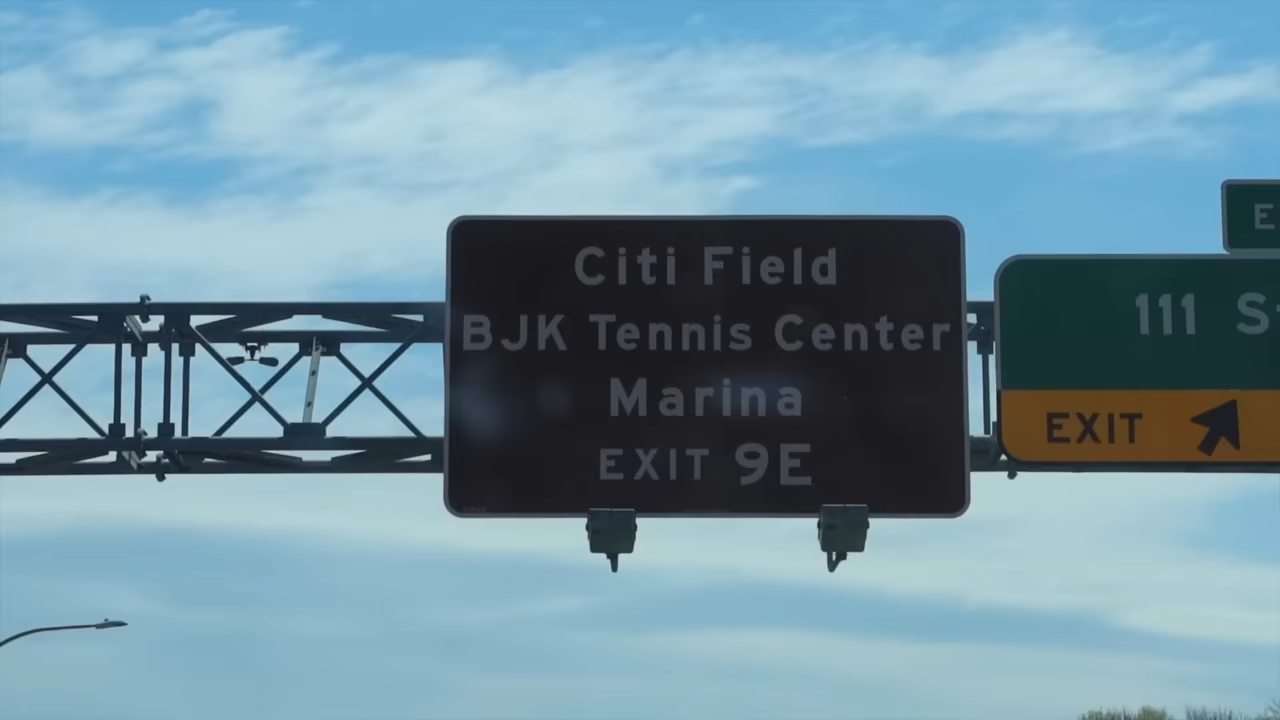 Citi Field
BJK Tennis Center
Marina
EXIT 9E
111
EXIT